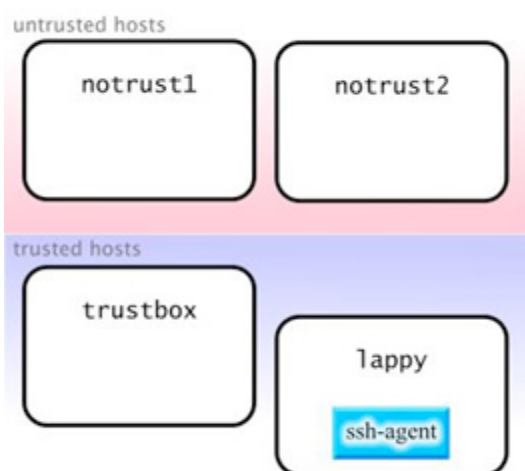 untrusted hosts
notrust1
notrust2
trusted hosts
trustbox
lappy
ssh-agent